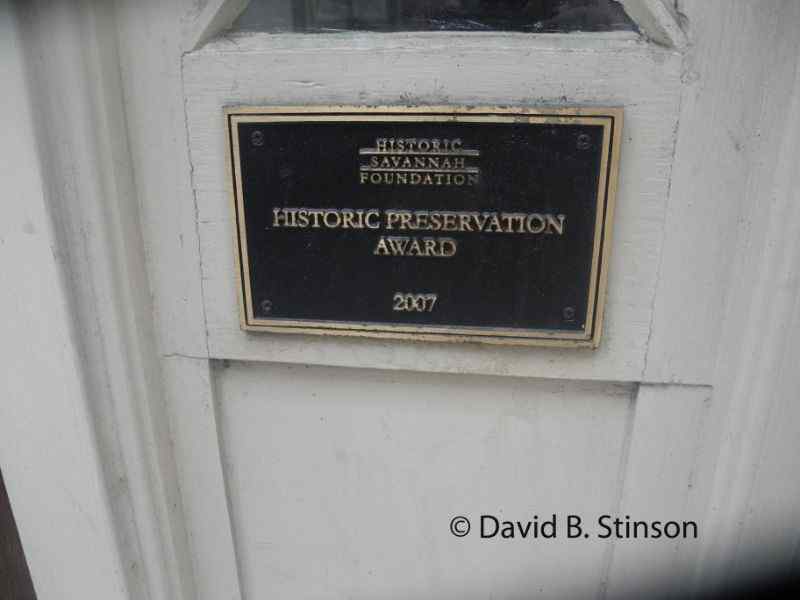 HISTORIC
SAVANNAH
FOUNDATION
HISTORIC PRESERVATION
AWARD
2007
© David B. Stinson